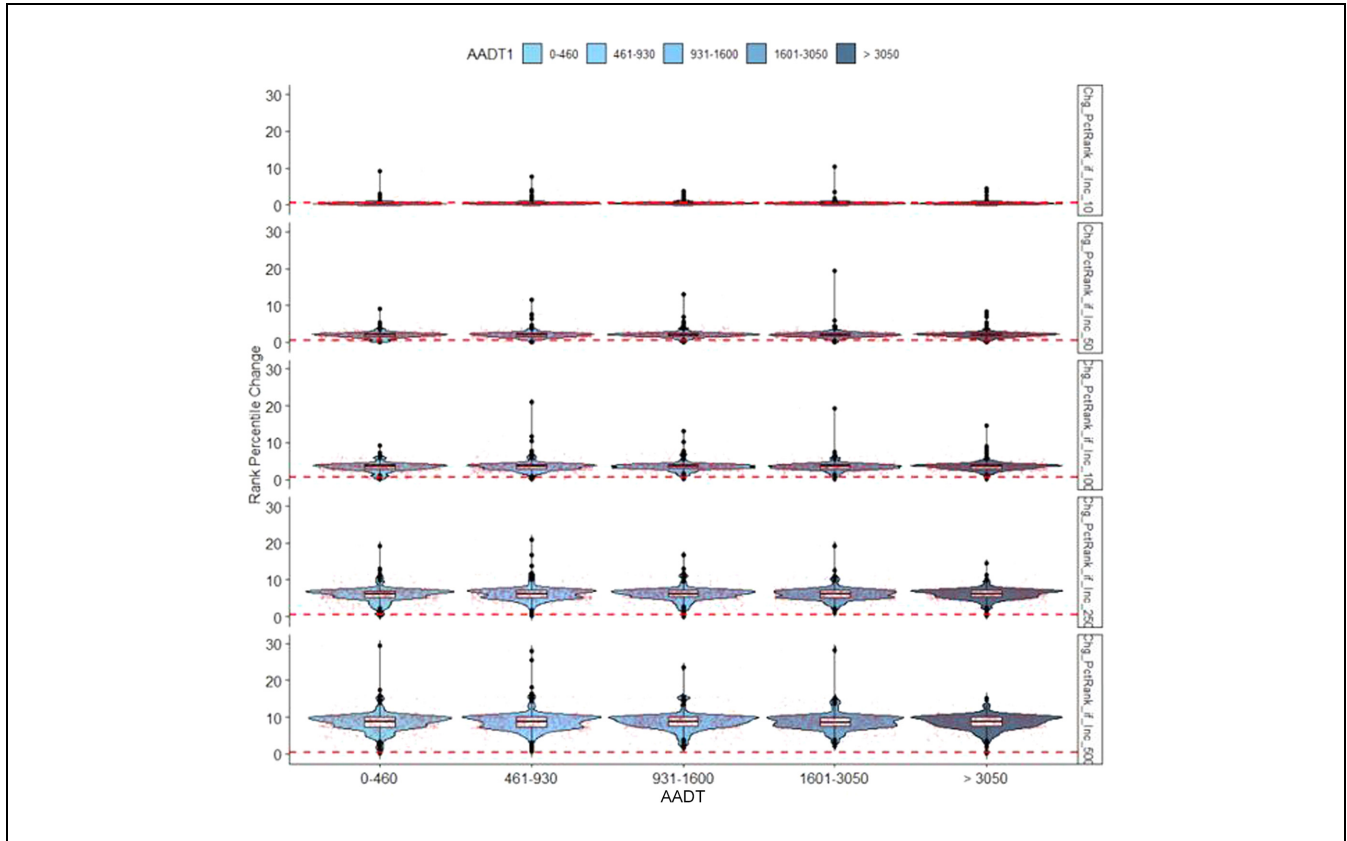 AADT1 0-460 461-930 931-1600 1601-3050 > 3050
Rank Percentile Change
30
20
10
0
Chg_PctRank_if_Inc_10
30
20
10
0
Chg_PctRank_if_Inc_50
30
20
10
0
Chg_PctRank_if_Inc_100
30
20
10
0
Chg_PctRank_if_Inc_250
30
20
10
0
Chg_PctRank_if_Inc_500
0-460 461-930 931-1600 1601-3050 > 3050
AADT